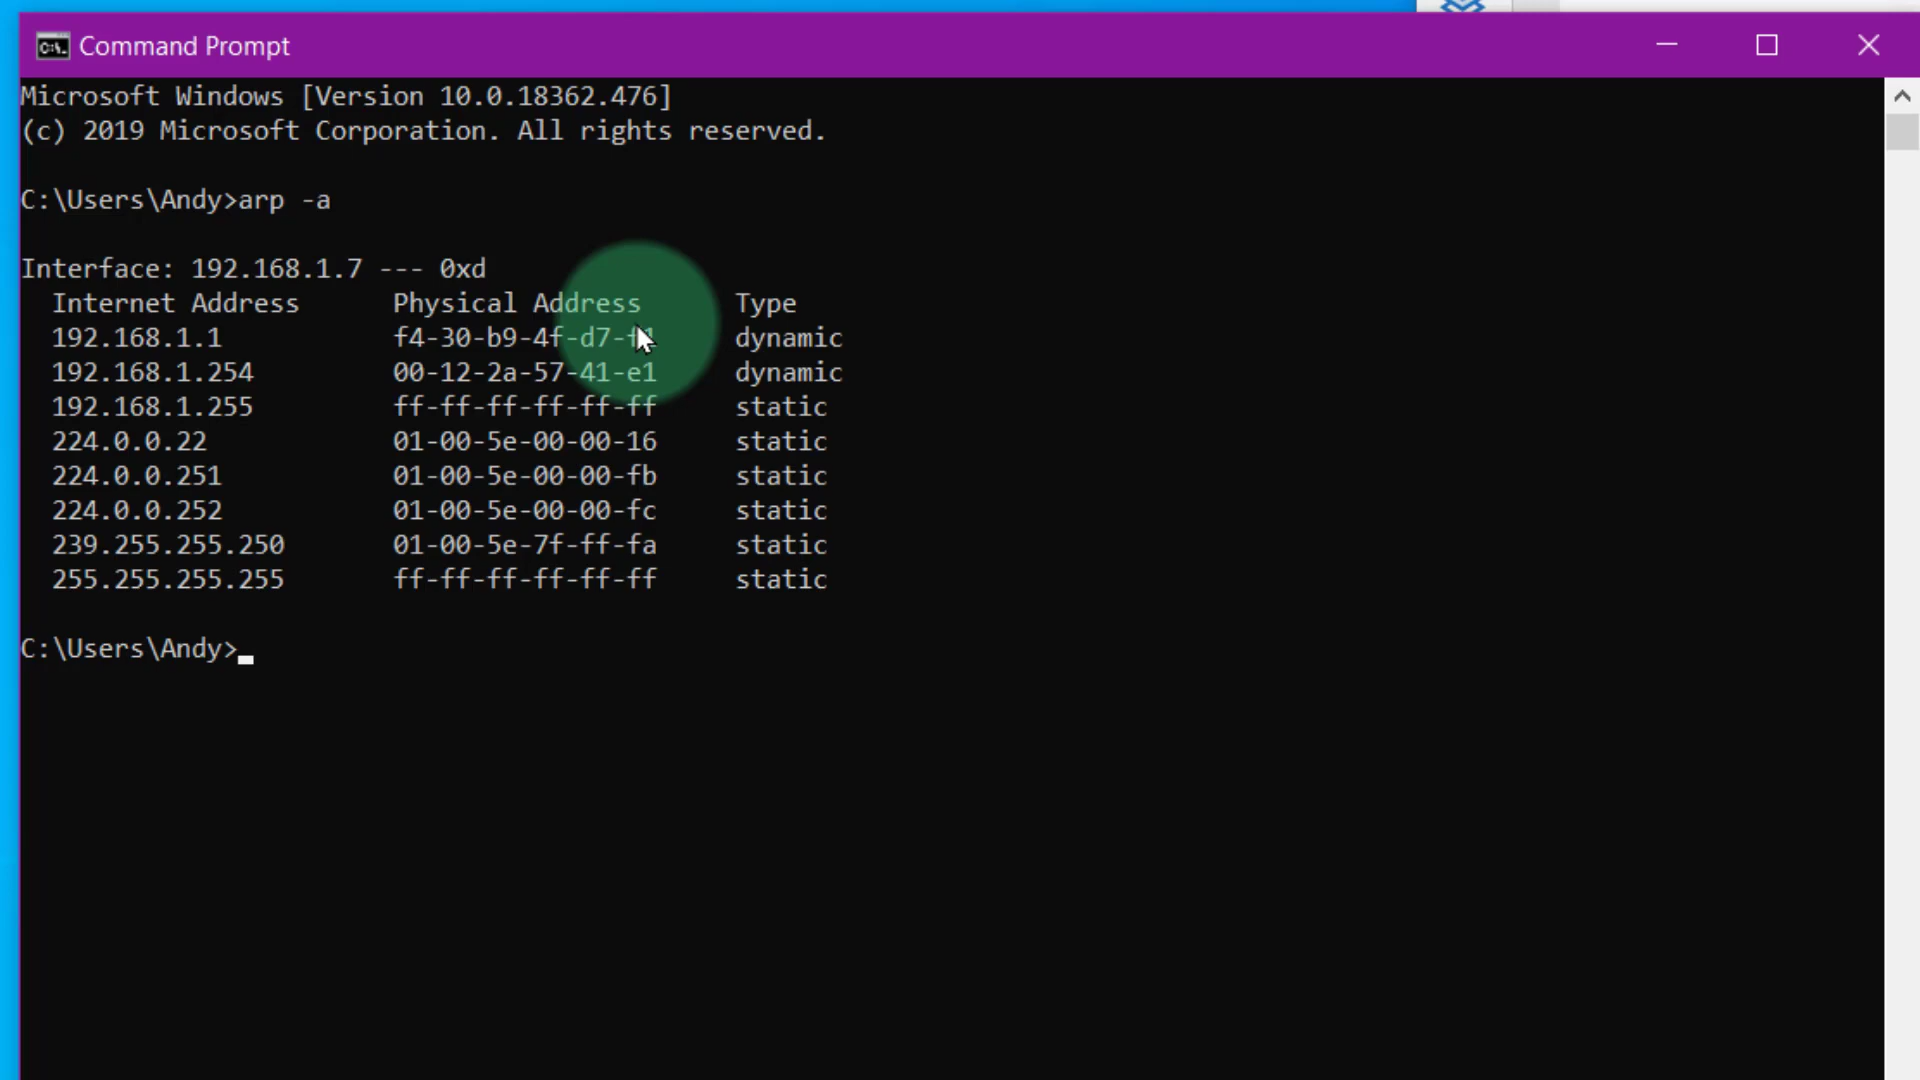 Command Prompt
Microsoft Windows [Version 10.0.18362.476]
(c) 2019 Microsoft Corporation. All rights reserved.
C:\Users\Andy>arp -a
Interface: 192.168.1.7 --- 0xd
Internet Address Physical Address Type
192.168.1.1 f4-30-b9-4f-d7- dynamic
192.168.1.254 00-12-2a-57-41-e1 dynamic
192.168.1.255 ff-ff-ff-ff-ff-ff static
224.0.0.22 01-00-5e-00-00-16 static
224.0.0.251 01-00-5e-00-00-fb static
224.0.0.252 01-00-5e-00-00-fc static
239.255.255.250 01-00-5e-7f-ff-fa static
255.255.255.255 ff-ff-ff-ff-ff-ff static
C:\Users\Andy>